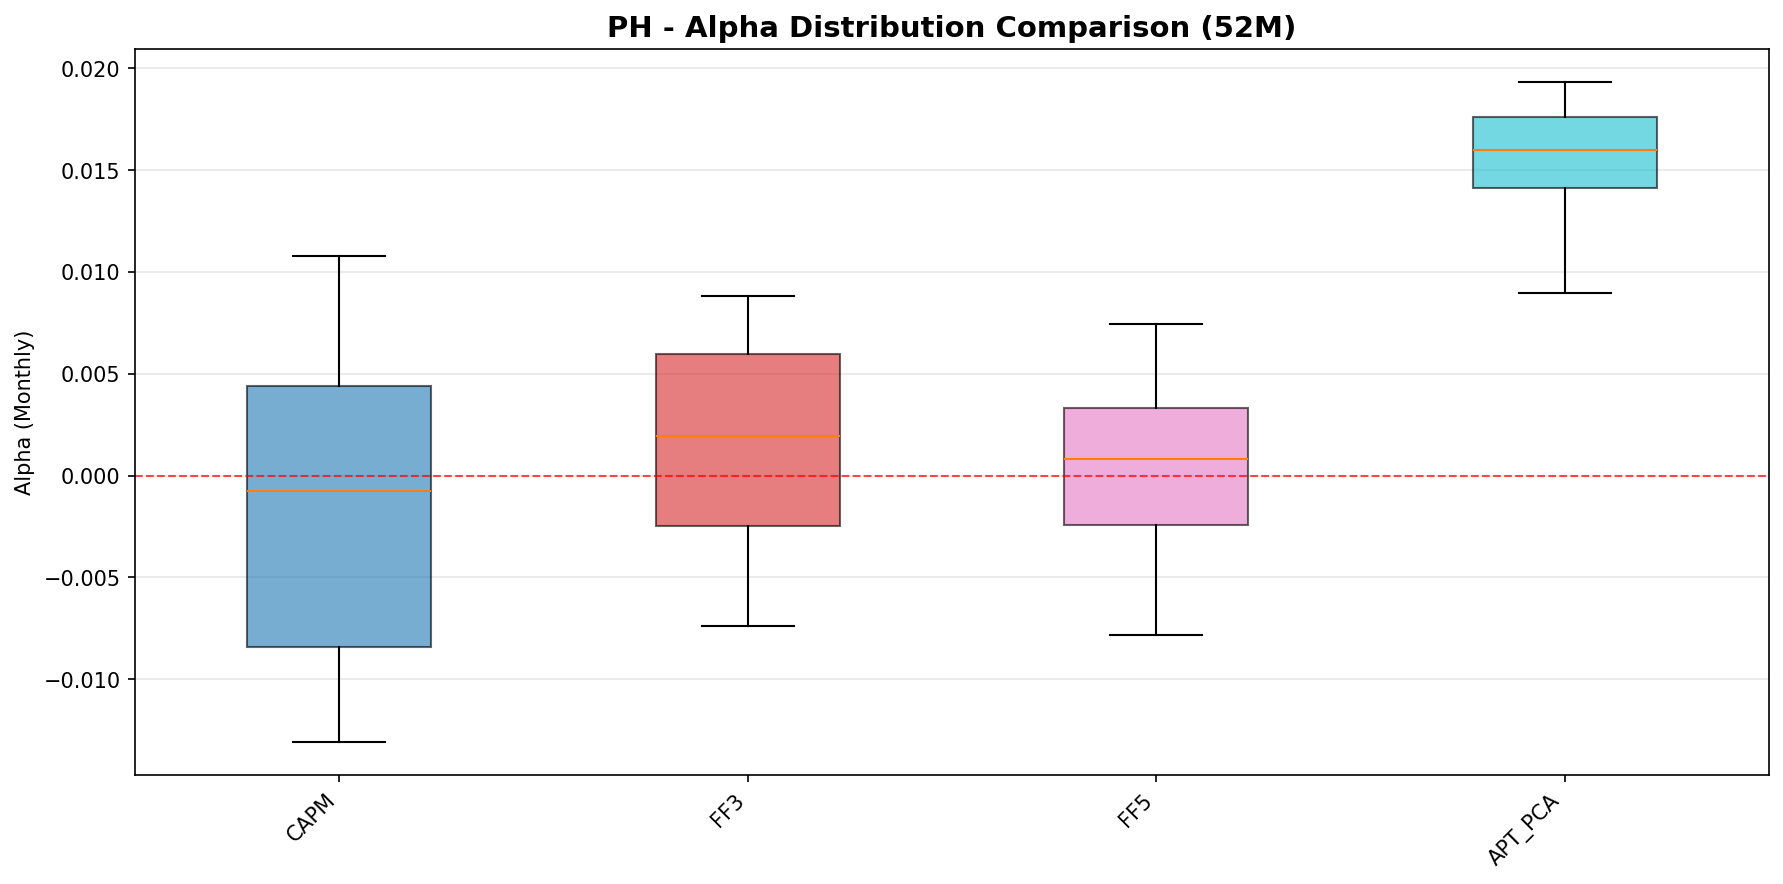 PH - Alpha Distribution Comparison (52M)
Alpha (Monthly)
0.020
0.015
0.010
0.005
0.000
−0.005
−0.010
CAPM
FF3
FF5
APT_PCA